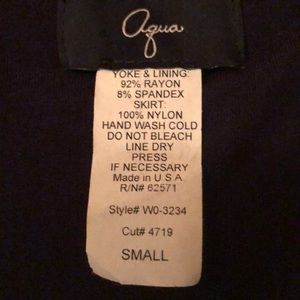 aqua
YOKE & LINING:
92% RAYON
8% SPANDEX
SKIRT:
100% NYLON
HAND WASH COLD
DO NOT BLEACH
LINE DRY
PRESS
IF NECESSARY
Made in U.S.A
R/N# 62571
Style# W0-3234
Cut# 4719
SMALL